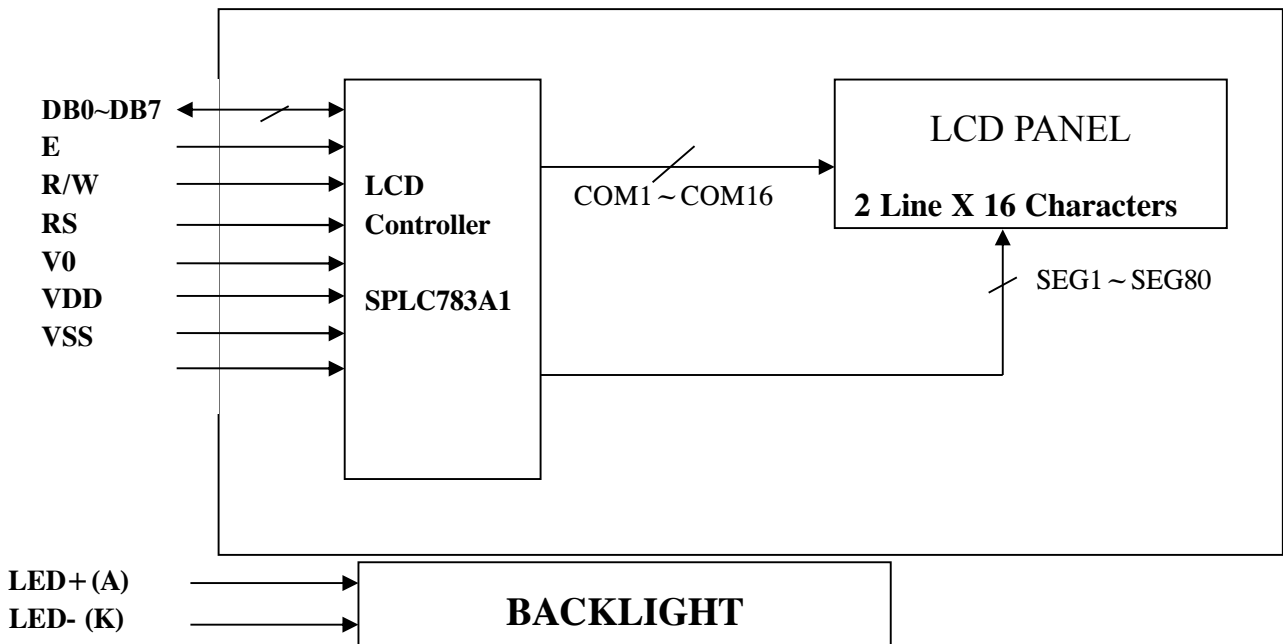 DB0~DB7
E
R/W
RS
V0
VDD
VSS
LCD
Controller
SPLC783A1
COM1~COM16
LCD PANEL
2 Line X 16 Characters
SEG1~SEG80
LED+(A)
LED- (K)
BACKLIGHT